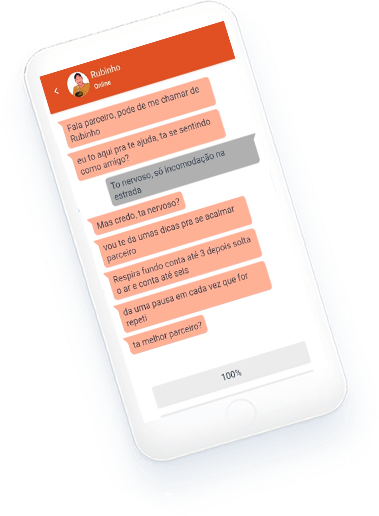 Rubinho
Online
Fala parceiro, pode de me chamar de
Rubinho
eu to aqui pra te ajuda, ta se sentindo
como amigo?
To nervoso, só incomodação na
estrada
Mas credo, ta nervoso?
vou te da umas dicas pra se acalmar
parceiro
Respira fundo conta até 3 depois solta
o ar e conta até seis
da uma pausa em cada vez que for
repeti
ta melhor parceiro?
100%